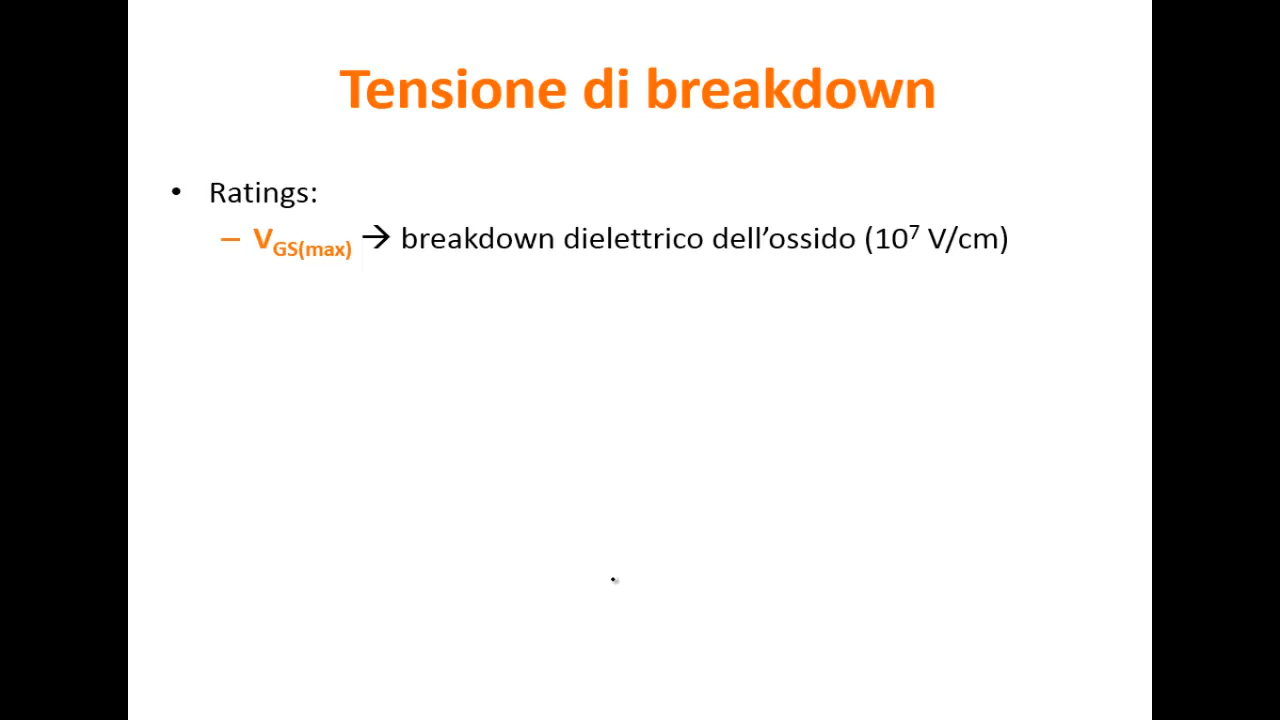 Tensione di breakdown
• Ratings:
– VGS(max) → breakdown dielettrico dell’ossido (10⁷ V/cm)